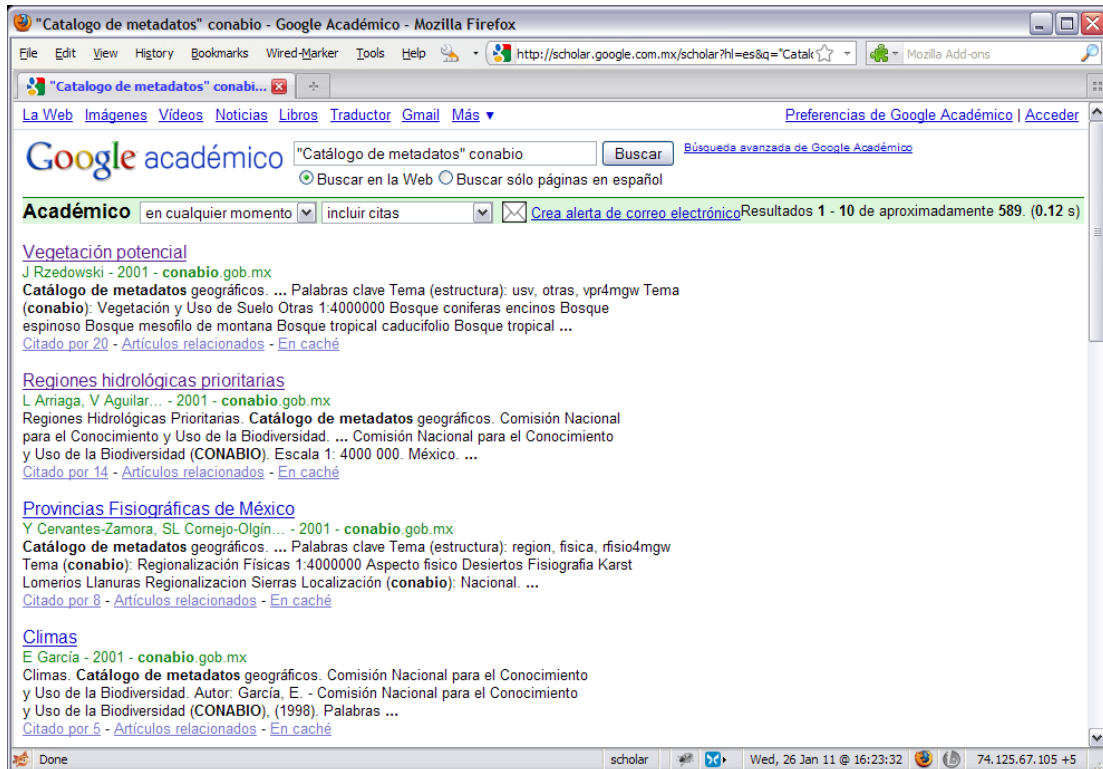 "Catalogo de metadatos" conabio - Google Académico - Mozilla Firefox
File Edit View History Bookmarks Wired-Marker Tools Help http://scholar.google.com.mx/scholar?hl=es&q="Catalo Mozilla Add-ons
"Catalogo de metadatos" conabi...
La Web Imágenes Vídeos Noticias Libros Traductor Gmail Más ▼ Preferencias de Google Académico | Acceder
Google académico "Catálogo de metadatos" conabio Buscar Búsqueda avanzada de Google Académico
Buscar en la Web Buscar sólo páginas en español
Académico en cualquier momento incluir citas Crea alerta de correo electrónico Resultados 1 - 10 de aproximadamente 589. (0.12 s)
Vegetación potencial
J Rzedowski - 2001 - conabio.gob.mx
Catálogo de metadatos geográficos. ... Palabras clave Tema (estructura): usv, otras, vpr4mgw Tema
(conabio): Vegetación y Uso de Suelo Otras 1:4000000 Bosque coniferas encinos Bosque
espinoso Bosque mesofilo de montana Bosque tropical caducifolio Bosque tropical ...
Citado por 20 - Artículos relacionados - En caché
Regiones hidrológicas prioritarias
L Arriaga, V Aguilar... - 2001 - conabio.gob.mx
Regiones Hidrológicas Prioritarias. Catálogo de metadatos geográficos. Comisión Nacional
para el Conocimiento y Uso de la Biodiversidad. ... Comisión Nacional para el Conocimiento
y Uso de la Biodiversidad (CONABIO). Escala 1: 4000 000. México. ...
Citado por 14 - Artículos relacionados - En caché
Provincias Fisiográficas de México
Y Cervantes-Zamora, SL Cornejo-Olgín... - 2001 - conabio.gob.mx
Catálogo de metadatos geográficos. ... Palabras clave Tema (estructura): region, fisica, rfisio4mgw
Tema (conabio): Regionalización Físicas 1:4000000 Aspecto fisico Desiertos Fisiografia Karst
Lomerios Llanuras Regionalizacion Sierras Localización (conabio): Nacional. ...
Citado por 8 - Artículos relacionados - En caché
Climas
E García - 2001 - conabio.gob.mx
Climas. Catálogo de metadatos geográficos. Comisión Nacional para el Conocimiento
y Uso de la Biodiversidad. Autor: García, E. - Comisión Nacional para el Conocimiento
y Uso de la Biodiversidad (CONABIO), (1998). Palabras ...
Citado por 5 - Artículos relacionados - En caché
Done scholar Wed, 26 Jan 11 @ 16:23:32 74.125.67.105 +5